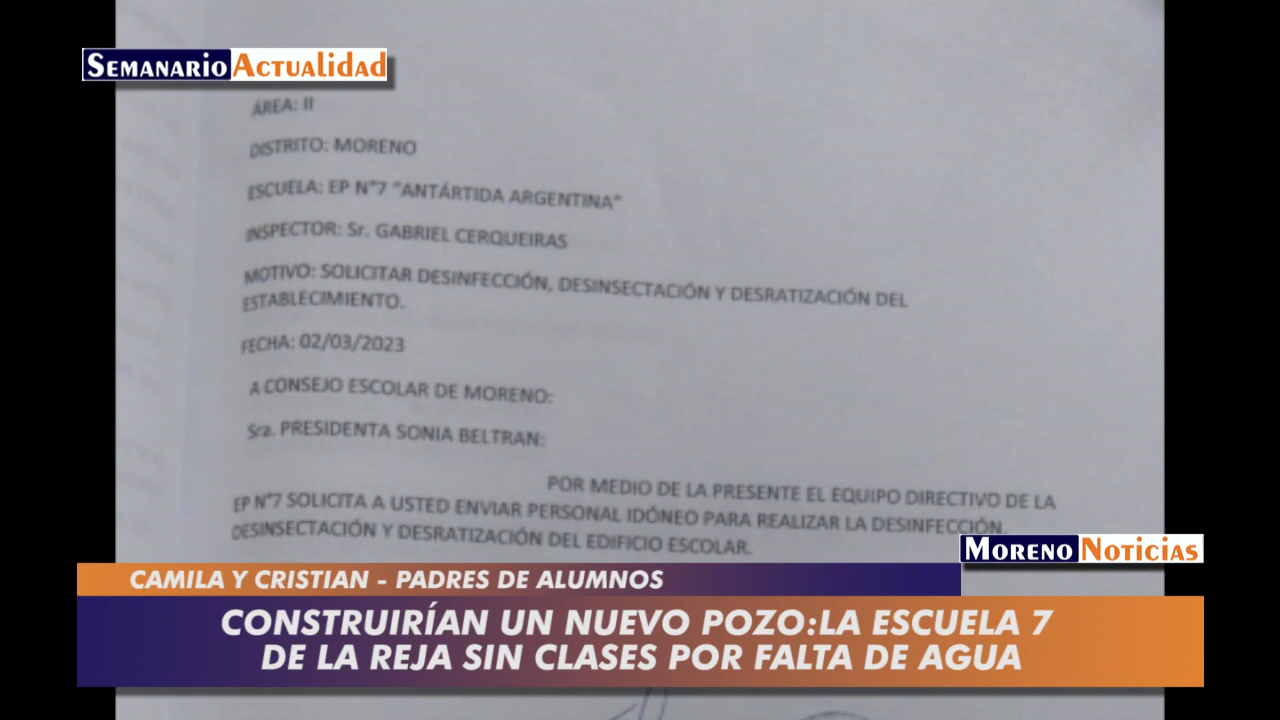 SEMANARIO ACTUALIDAD
ÁREA: II
DISTRITO: MORENO
ESCUELA: EP N°7 "ANTÁRTIDA ARGENTINA"
INSPECTOR: Sr. GABRIEL CERQUEIRAS
MOTIVO: SOLICITAR DESINFECCIÓN, DESINSECTACIÓN Y DESRATIZACIÓN DEL
ESTABLECIMIENTO.
FECHA: 02/03/2023
A CONSEJO ESCOLAR DE MORENO:
Sra. PRESIDENTA SONIA BELTRAN:
POR MEDIO DE LA PRESENTE EL EQUIPO DIRECTIVO DE LA
EP N°7 SOLICITA A USTED ENVIAR PERSONAL IDÓNEO PARA REALIZAR LA DESINFECCIÓN,
DESINSECTACIÓN Y DESRATIZACIÓN DEL EDIFICIO ESCOLAR.
MORENO NOTICIAS
CAMILA Y CRISTIAN - PADRES DE ALUMNOS
CONSTRUIRÍAN UN NUEVO POZO:LA ESCUELA 7
DE LA REJA SIN CLASES POR FALTA DE AGUA